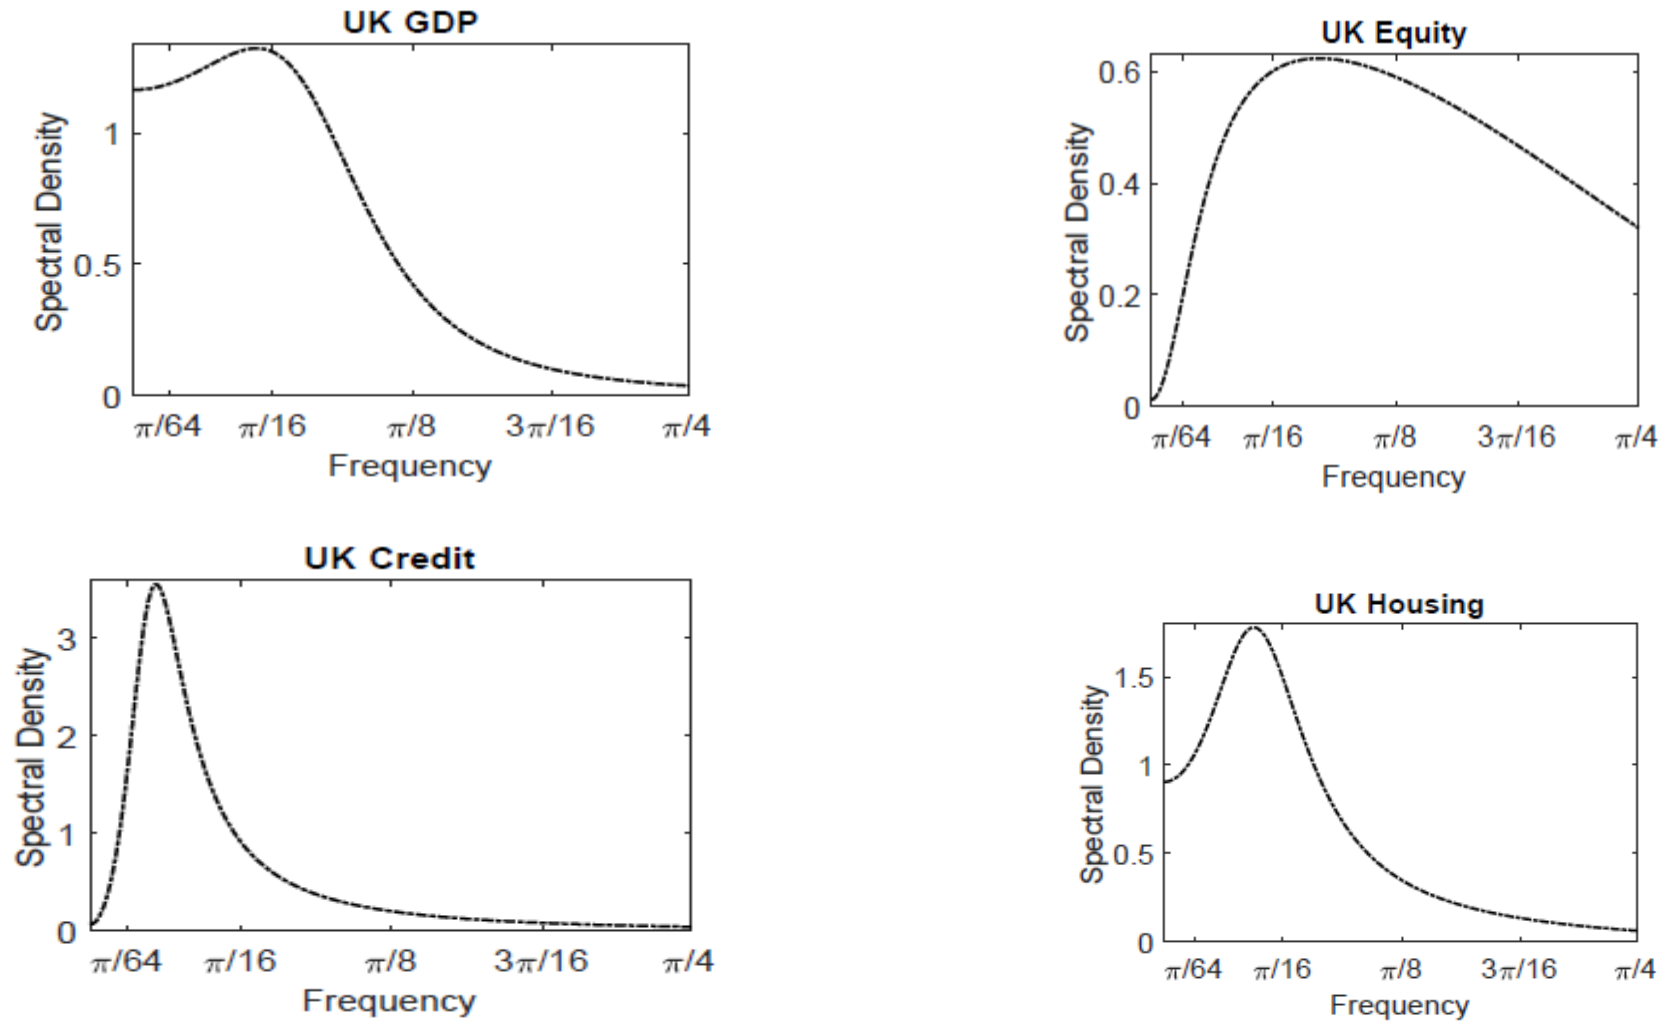 UK GDP
Spectral Density
1
0.5
0
π/64 π/16 π/8 3π/16 π/4
Frequency
UK Equity
Spectral Density
0.6
0.4
0.2
0
π/64 π/16 π/8 3π/16 π/4
Frequency
UK Credit
Spectral Density
3
2
1
0
π/64 π/16 π/8 3π/16 π/4
Frequency
UK Housing
Spectral Density
1.5
1
0.5
0
π/64 π/16 π/8 3π/16 π/4
Frequency